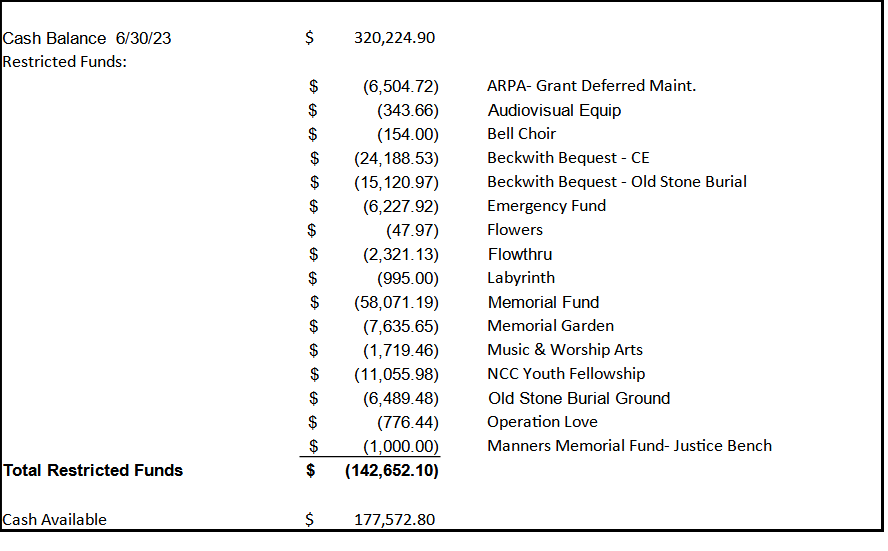 Cash Balance 6/30/23 $ 320,224.90
Restricted Funds:
$ (6,504.72) ARPA- Grant Deferred Maint.
$ (343.66) Audiovisual Equip
$ (154.00) Bell Choir
$ (24,188.53) Beckwith Bequest - CE
$ (15,120.97) Beckwith Bequest - Old Stone Burial
$ (6,227.92) Emergency Fund
$ (47.97) Flowers
$ (2,321.13) Flowthru
$ (995.00) Labyrinth
$ (58,071.19) Memorial Fund
$ (7,635.65) Memorial Garden
$ (1,719.46) Music & Worship Arts
$ (11,055.98) NCC Youth Fellowship
$ (6,489.48) Old Stone Burial Ground
$ (776.44) Operation Love
$ (1,000.00) Manners Memorial Fund- Justice Bench
Total Restricted Funds $ (142,652.10)
Cash Available $ 177,572.80